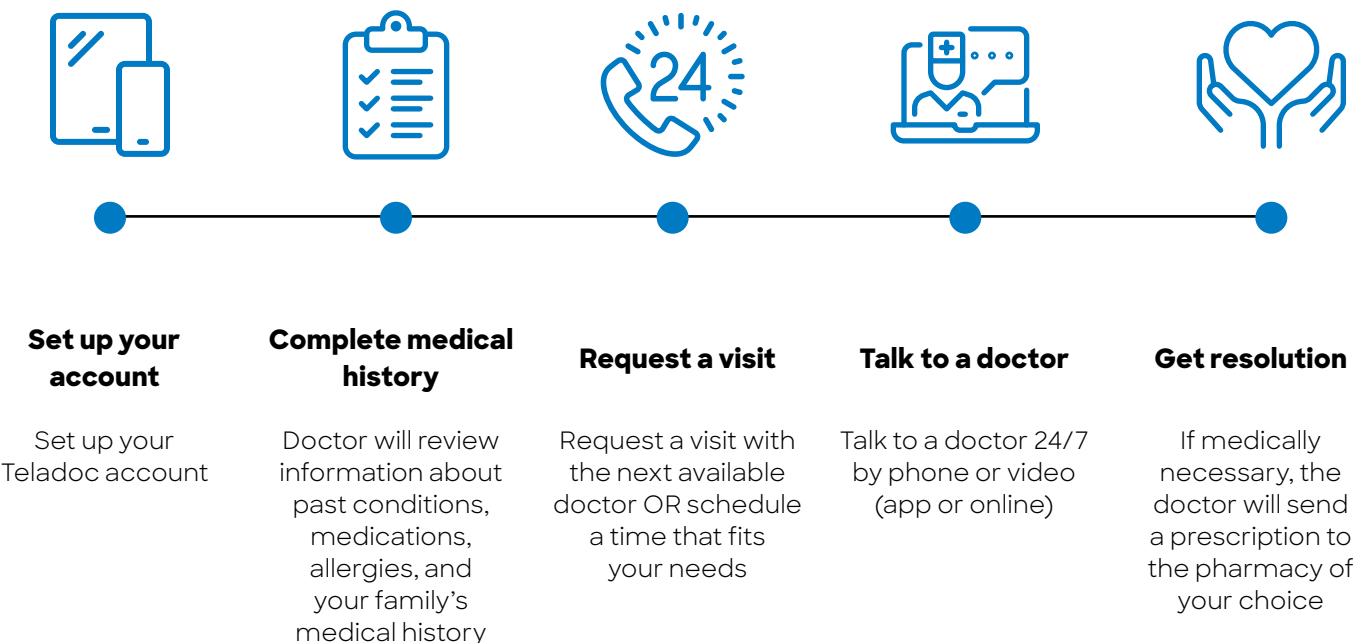 24
Set up your
account
Set up your
Teladoc account
Complete medical
history
Doctor will review
information about
past conditions,
medications,
allergies, and
your family's
medical history
Request a visit
Request a visit with
the next available
doctor OR schedule
a time that fits
your needs
Talk to a doctor
Talk to a doctor 24/7
by phone or video
(app or online)
Get resolution
If medically
necessary, the
doctor will send
a prescription to
the pharmacy of
your choice